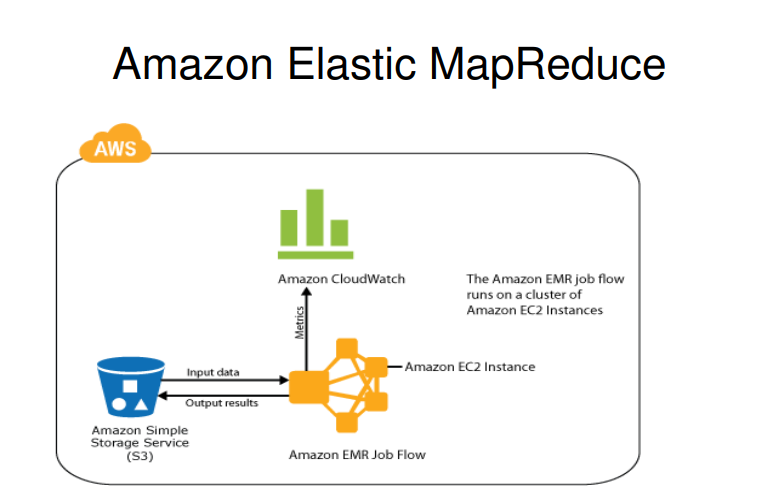 Amazon Elastic MapReduce
AWS
Amazon CloudWatch
The Amazon EMR job flow
runs on a cluster of
Amazon EC2 Instances
Metrics
Amazon EC2 Instance
Input data
Output results
Amazon Simple
Storage Service
(S3)
Amazon EMR Job Flow